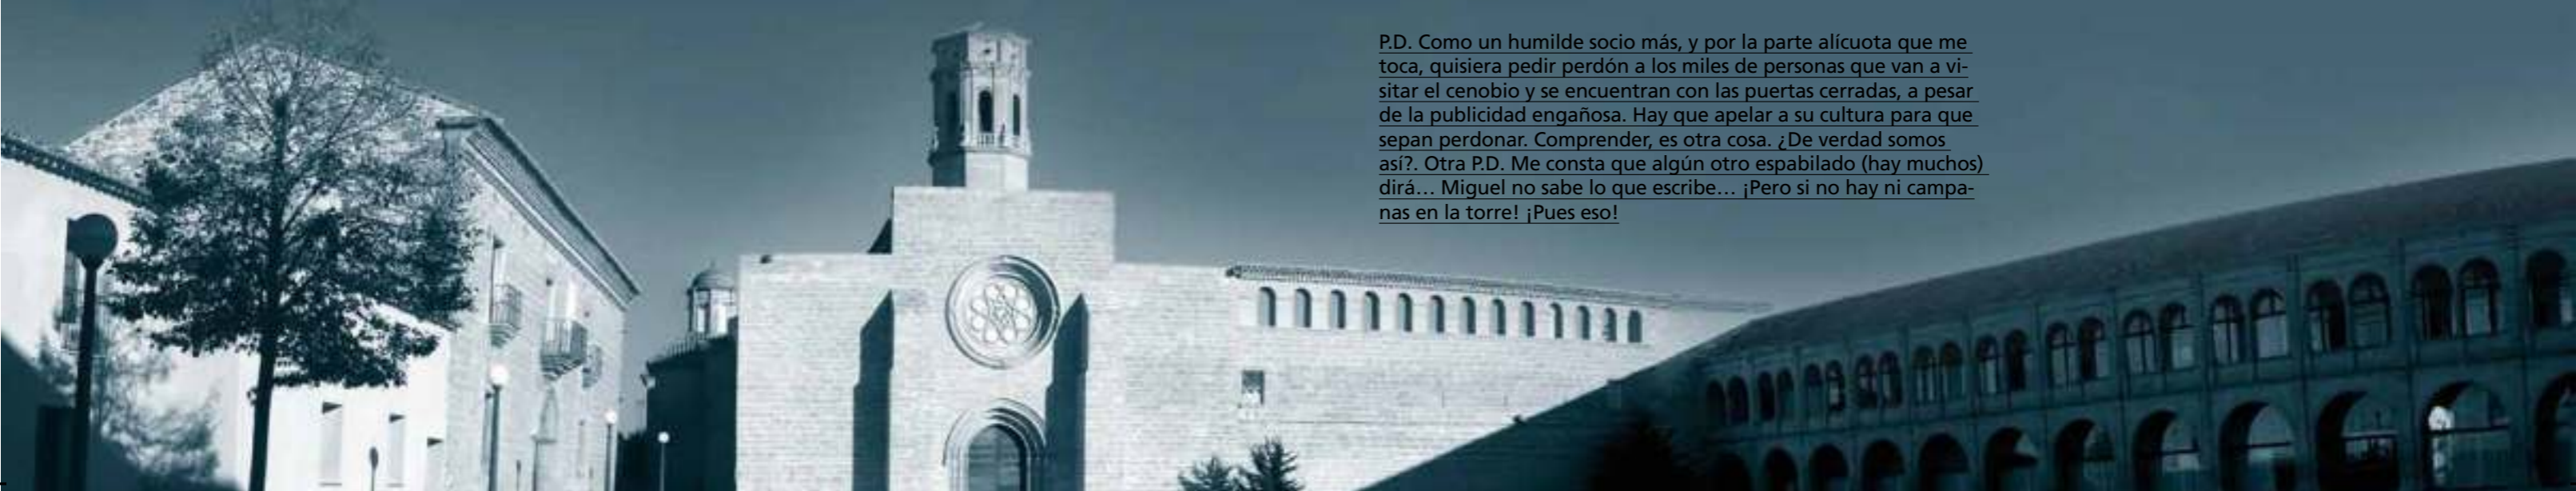 P.D. Como un humilde socio más, y por la parte alícuota que me
toca, quisiera pedir perdón a los miles de personas que van a vi-
sitar el cenobio y se encuentran con las puertas cerradas, a pesar
de la publicidad engañosa. Hay que apelar a su cultura para que
sepan perdonar. Comprender, es otra cosa. ¿De verdad somos
así?. Otra P.D. Me consta que algún otro espabilado (hay muchos)
dirá... Miguel no sabe lo que escribe... ¡Pero si no hay ni campa-
nas en la torre! ¡Pues eso!